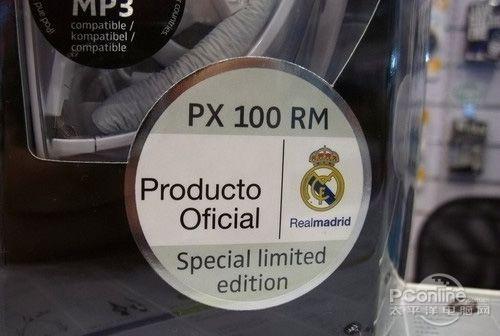 MP3
compatible /
kompatibel /
compatible
countries
PX 100 RM
Producto
Oficial
Realmadrid
Special limited
edition
PConline
太平洋电脑网